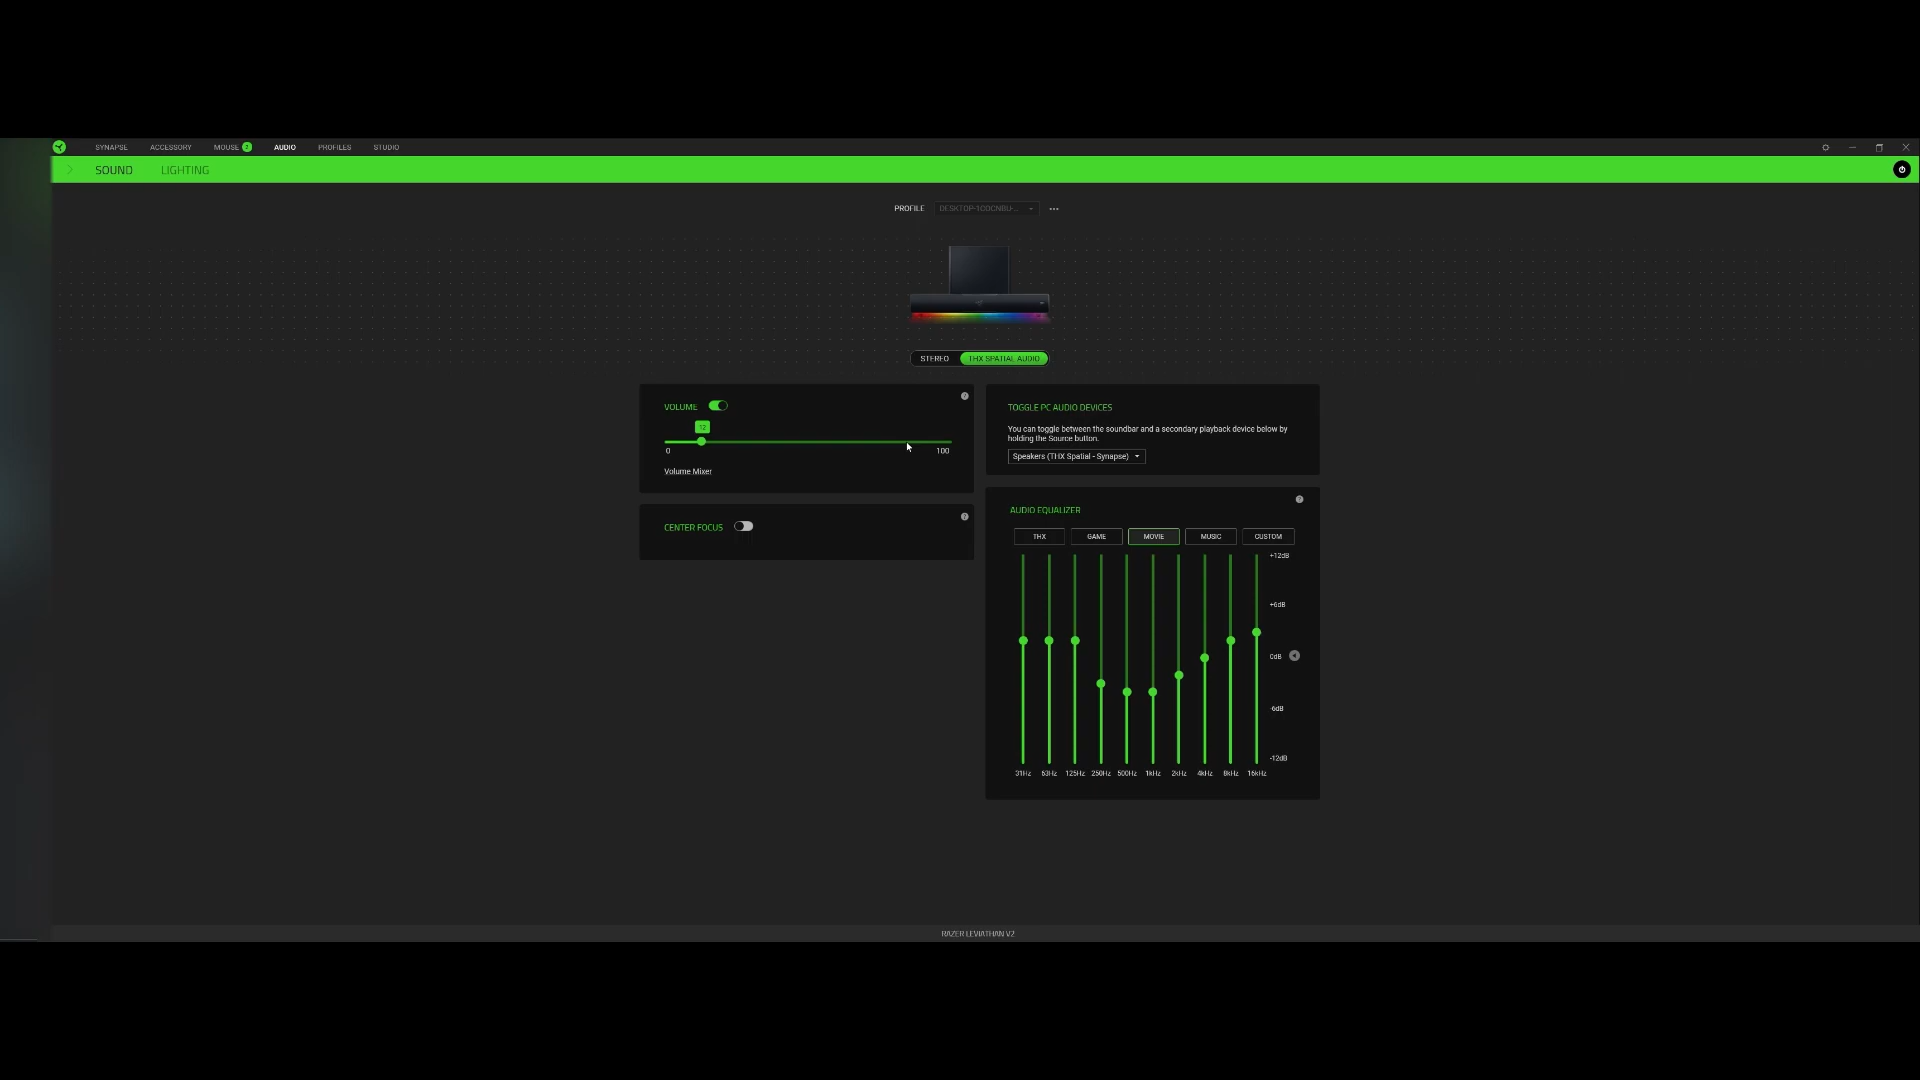 SYNAPSE ACCESSORY MOUSE 2 AUDIO PROFILES STUDIO
SOUND LIGHTING
PROFILE
STEREO THX SPATIAL AUDIO
VOLUME
12
0 100
Volume Mixer
CENTER FOCUS
TOGGLE PC AUDIO DEVICES
You can toggle between the soundbar and a secondary playback device below by
holding the Source button.
Speakers (THX Spatial - Synapse)
AUDIO EQUALIZER
THX GAME MOVIE MUSIC CUSTOM
+12dB
+6dB
0dB
-6dB
-12dB
31Hz 63Hz 125Hz 250Hz 500Hz 1kHz 2kHz 4kHz 8kHz 16kHz
RAZER LEVIATHAN V2